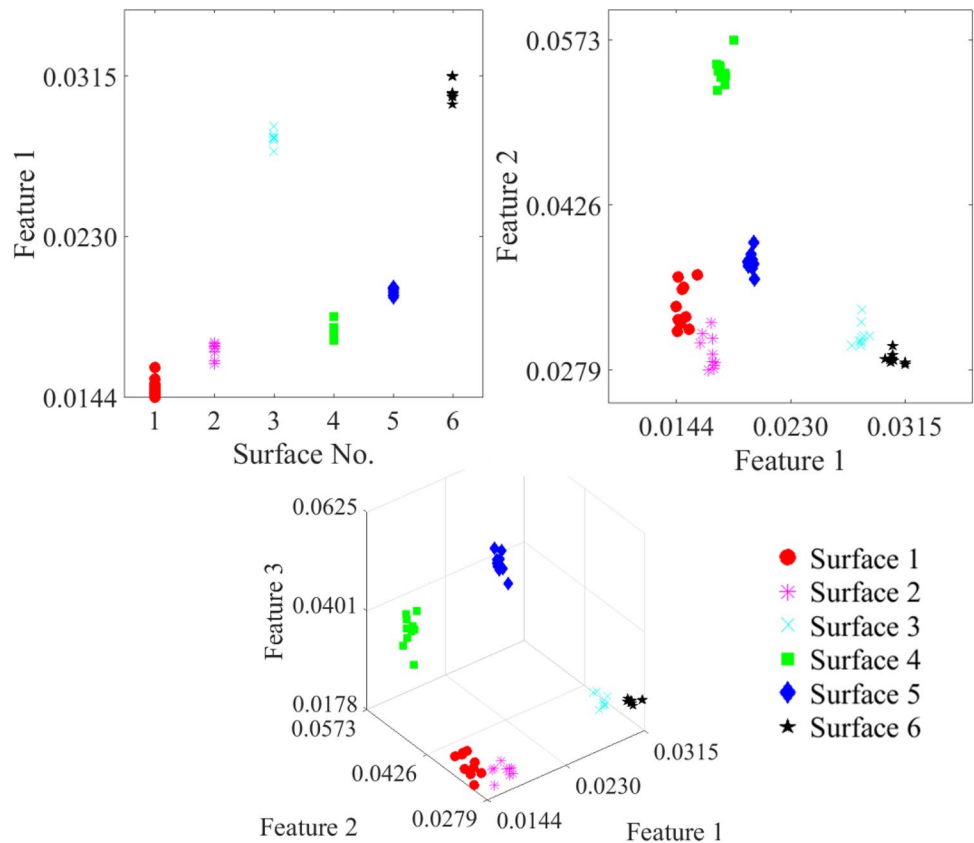 0.0315
0.0230
0.0144
Feature 1
1 2 3 4 5 6
Surface No.
0.0573
0.0426
0.0279
Feature 2
0.0144 0.0230 0.0315
Feature 1
0.0625
0.0401
0.0178
Feature 3
0.0573
0.0426
0.0279
Feature 2
0.0144
0.0230
0.0315
Feature 1
Surface 1
Surface 2
Surface 3
Surface 4
Surface 5
Surface 6